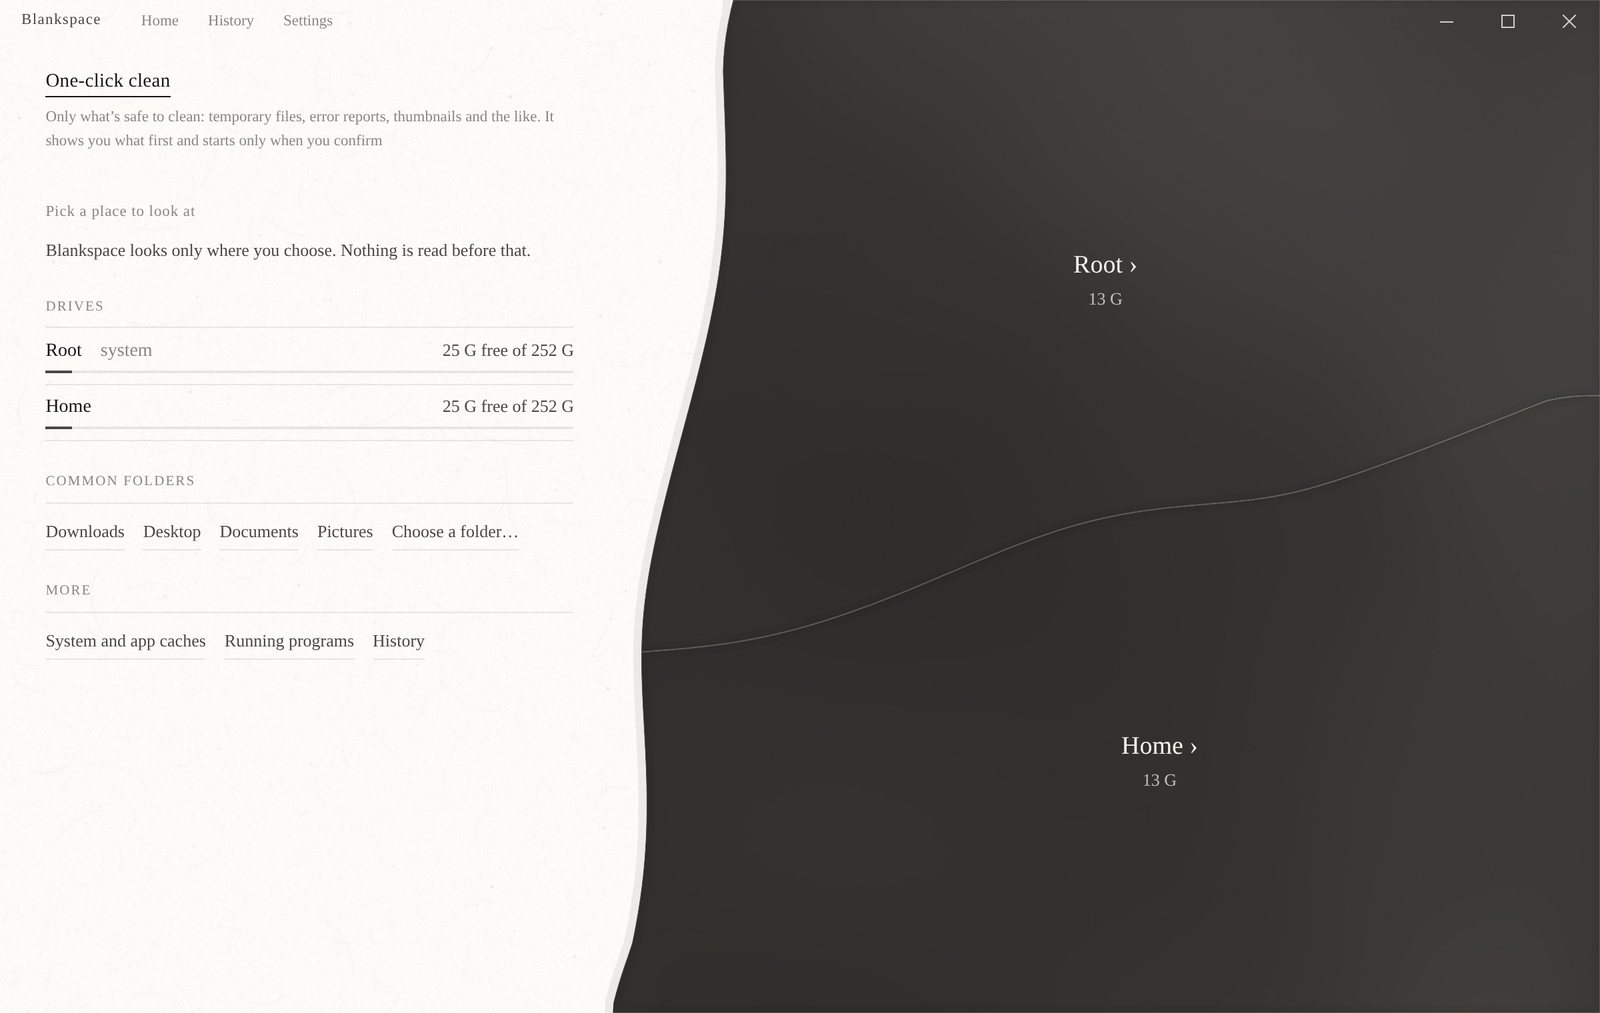 Blankspace Home History Settings
One-click clean
Only what’s safe to clean: temporary files, error reports, thumbnails and the like. It
shows you what first and starts only when you confirm
Pick a place to look at
Blankspace looks only where you choose. Nothing is read before that.
DRIVES
Root system 25 G free of 252 G
Home 25 G free of 252 G
COMMON FOLDERS
Downloads Desktop Documents Pictures Choose a folder…
MORE
System and app caches Running programs History
Root ›
13 G
Home ›
13 G